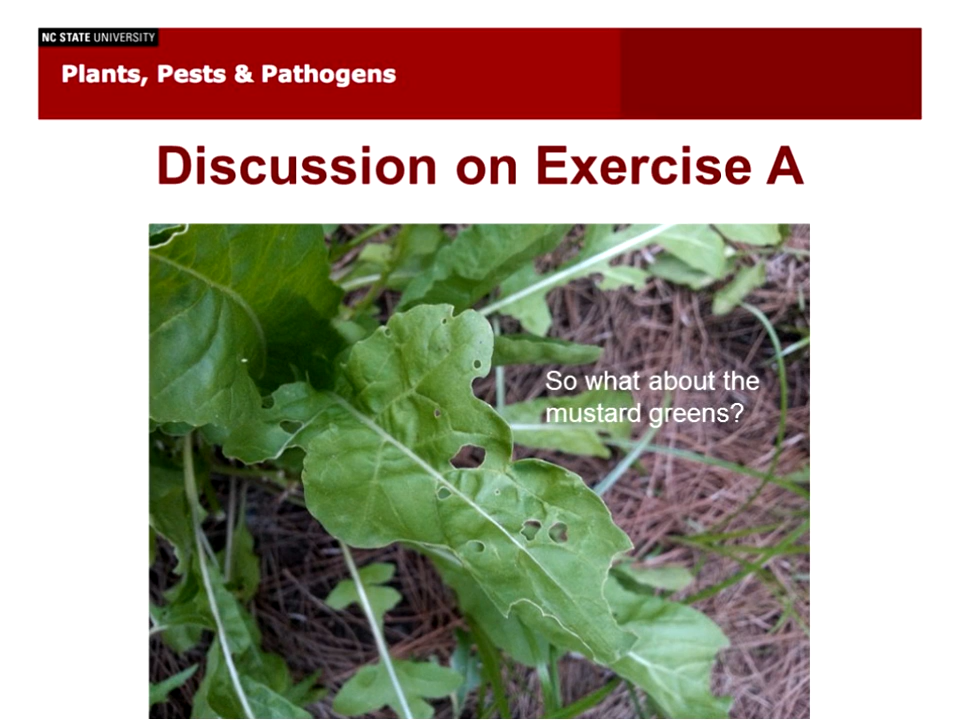 NC STATE UNIVERSITY
Plants, Pests & Pathogens
Discussion on Exercise A
So what about the
mustard greens?